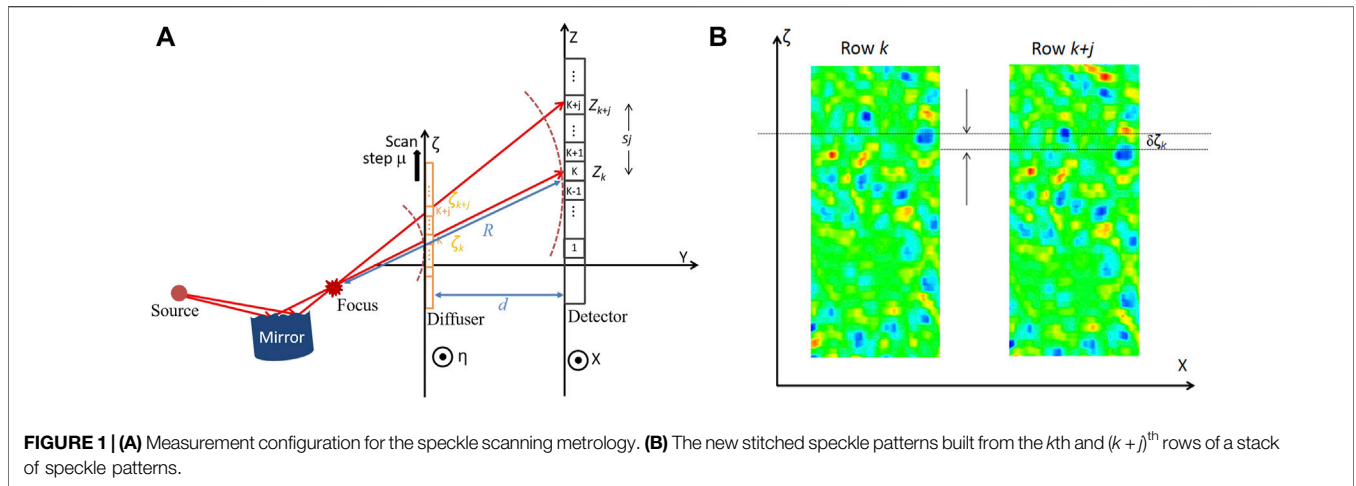 A
Z
⋮
K+j
Z_{k+j}
⋮
sj
K+1
K
Z_k
K-1
⋮
1
Scan
step μ
ζ
K+j
ζ_{k+j}
ζ_k
R
Y
d
Source
Mirror
Focus
Diffuser
Detector
η
X
B
ζ
Row k
Row k+j
δζ_k
X
FIGURE 1 | (A) Measurement configuration for the speckle scanning metrology. (B) The new stitched speckle patterns built from the kth and (k + j)^{th} rows of a stack
of speckle patterns.